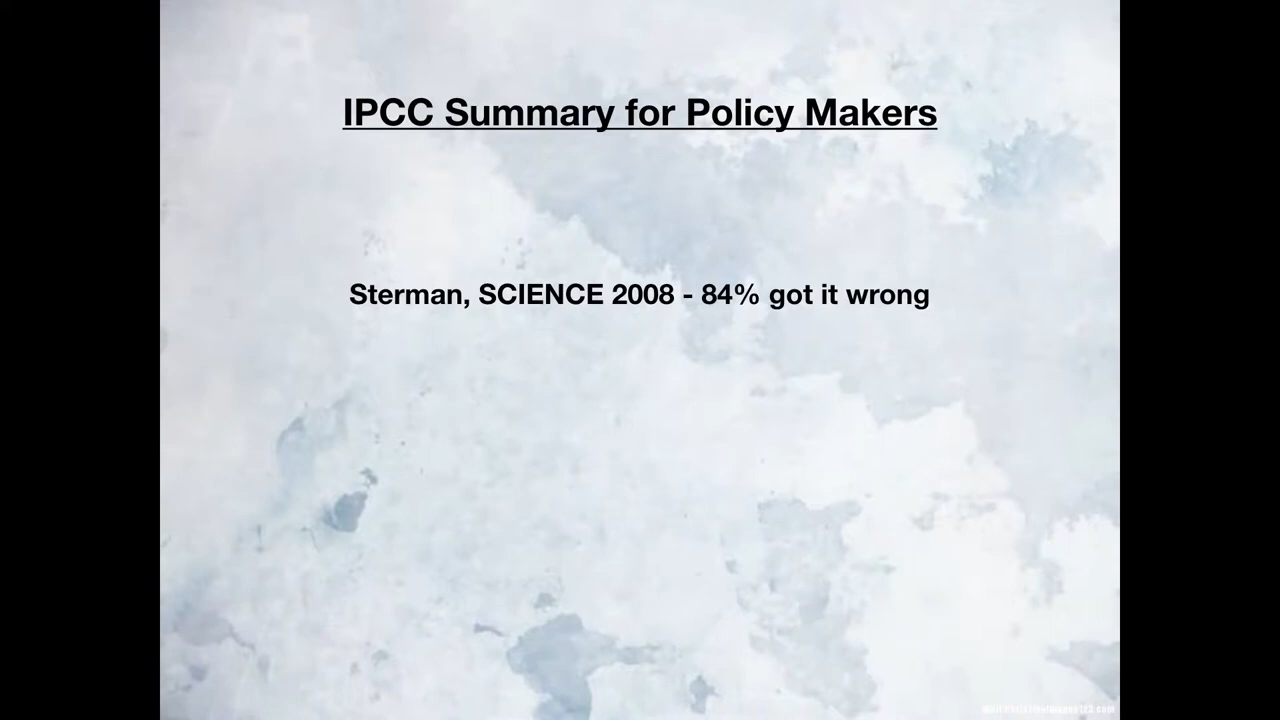 IPCC Summary for Policy Makers
Sterman, SCIENCE 2008 - 84% got it wrong